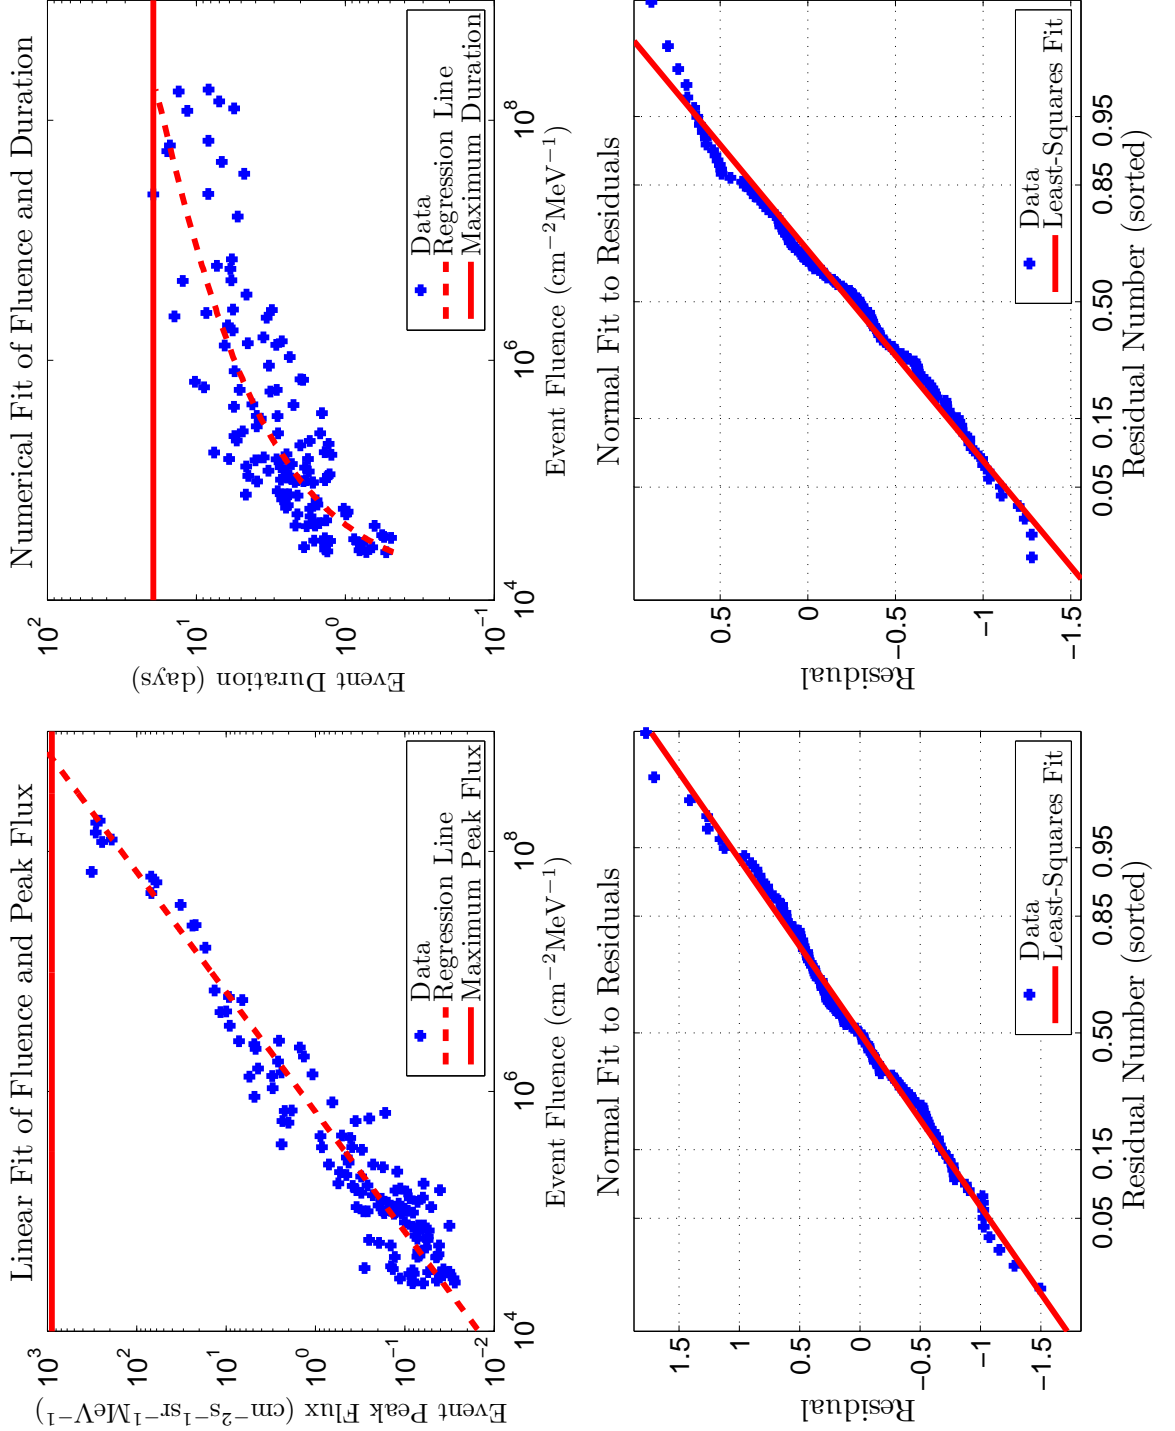 Linear Fit of Fluence and Peak Flux
Event Peak Flux (cm⁻²s⁻¹sr⁻¹MeV⁻¹)
10³
10²
10¹
10⁰
10⁻¹
10⁻²
10⁴
10⁶
10⁸
Event Fluence (cm⁻²MeV⁻¹)
Data
Regression Line
Maximum Peak Flux
Numerical Fit of Fluence and Duration
Event Duration (days)
10²
10¹
10⁰
10⁻¹
10⁴
10⁶
10⁸
Event Fluence (cm⁻²MeV⁻¹)
Data
Regression Line
Maximum Duration
Normal Fit to Residuals
Residual
1.5
1
0.5
0
−0.5
−1
−1.5
0.05
0.15
0.50
0.85
0.95
Residual Number (sorted)
Data
Least-Squares Fit
Normal Fit to Residuals
Residual
0.5
0
−0.5
−1
−1.5
0.05
0.15
0.50
0.85
0.95
Residual Number (sorted)
Data
Least-Squares Fit